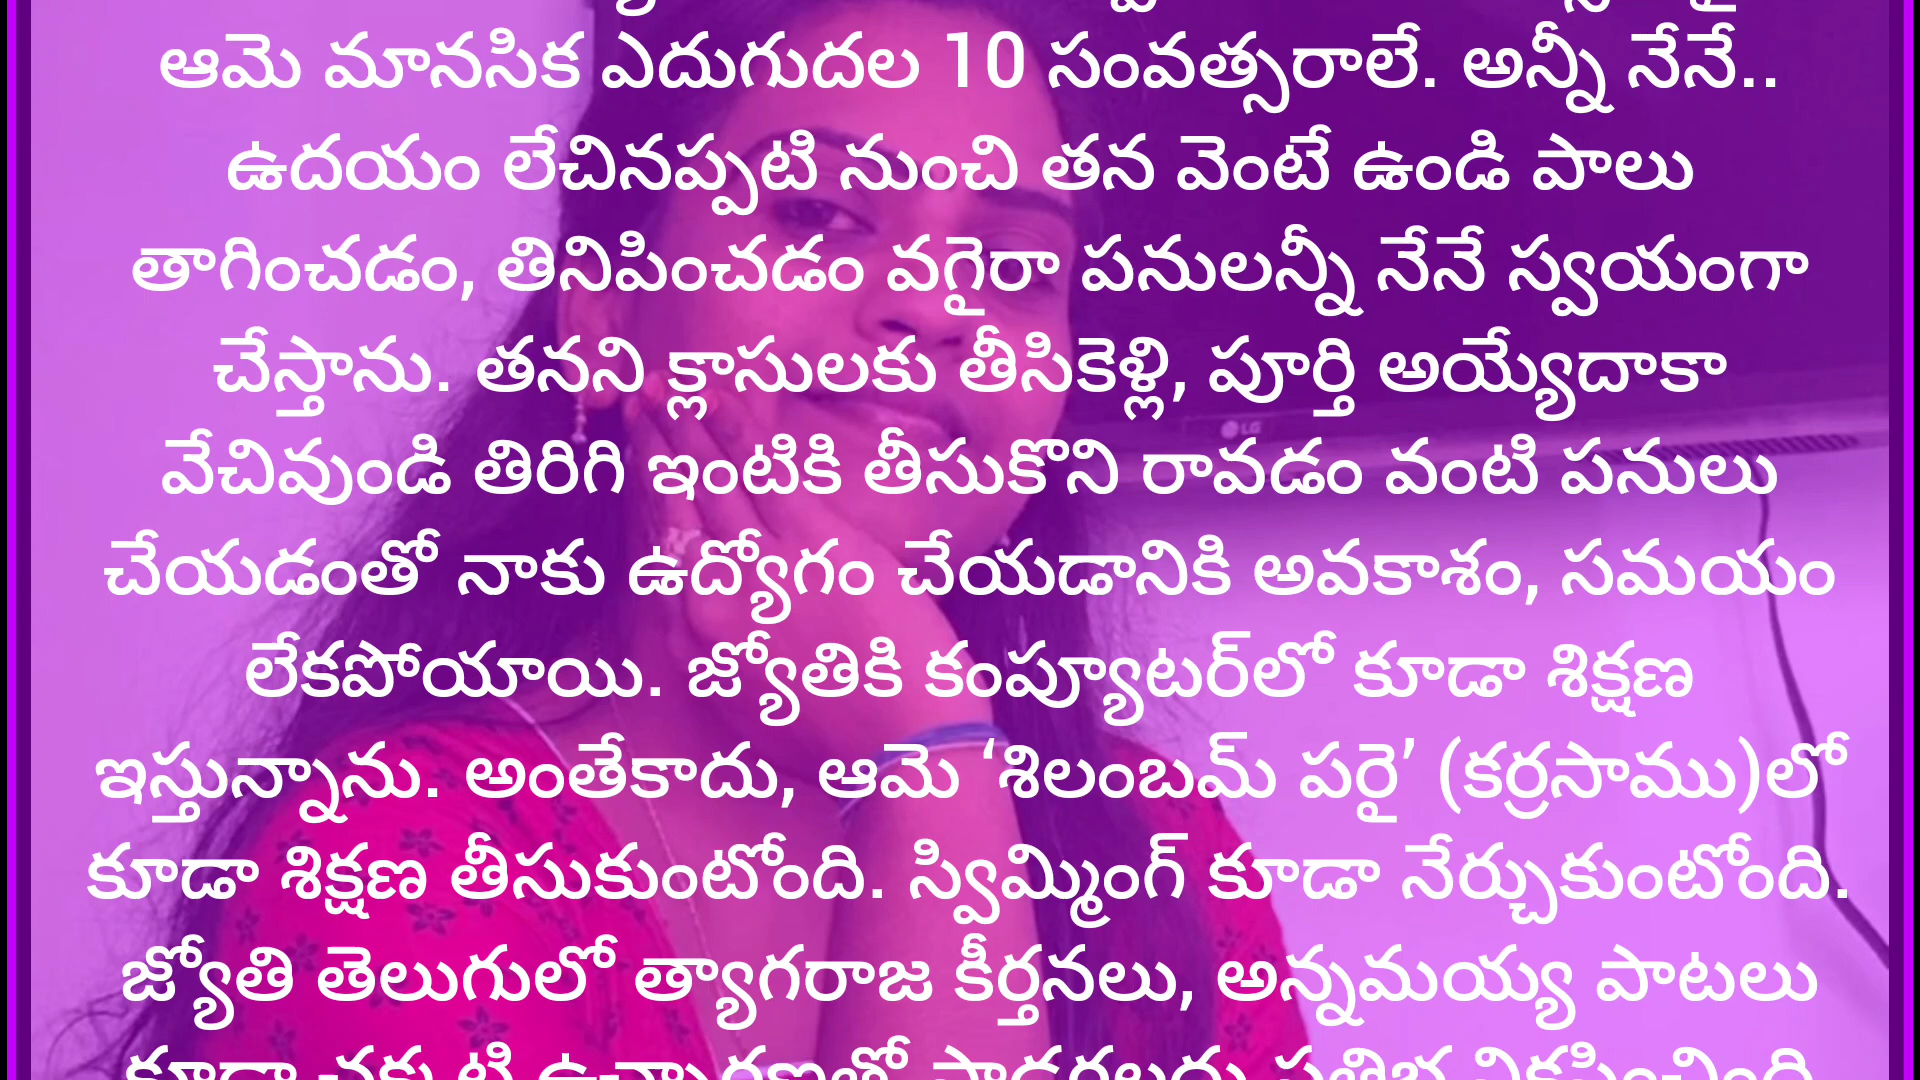 ఆమె మానసిక ఎదుగుదల 10 సంవత్సరాలే. అన్నీ నేనే..
ఉదయం లేచినప్పటి నుంచి తన వెంటే ఉండి పాలు
తాగించడం, తినిపించడం వగైరా పనులన్నీ నేనే స్వయంగా
చేస్తాను. తనని క్లాసులకు తీసికెళ్లి, పూర్తి అయ్యేదాకా
వేచివుండి తిరిగి ఇంటికి తీసుకొని రావడం వంటి పనులు
చేయడంతో నాకు ఉద్యోగం చేయడానికి అవకాశం, సమయం
లేకపోయాయి. జ్యోతికి కంప్యూటర్‌లో కూడా శిక్షణ
ఇస్తున్నాను. అంతేకాదు, ఆమె ‘శిలంబమ్ పరై’ (కర్రసాము)లో
కూడా శిక్షణ తీసుకుంటోంది. స్విమ్మింగ్ కూడా నేర్చుకుంటోంది.
జ్యోతి తెలుగులో త్యాగరాజ కీర్తనలు, అన్నమయ్య పాటలు
LG